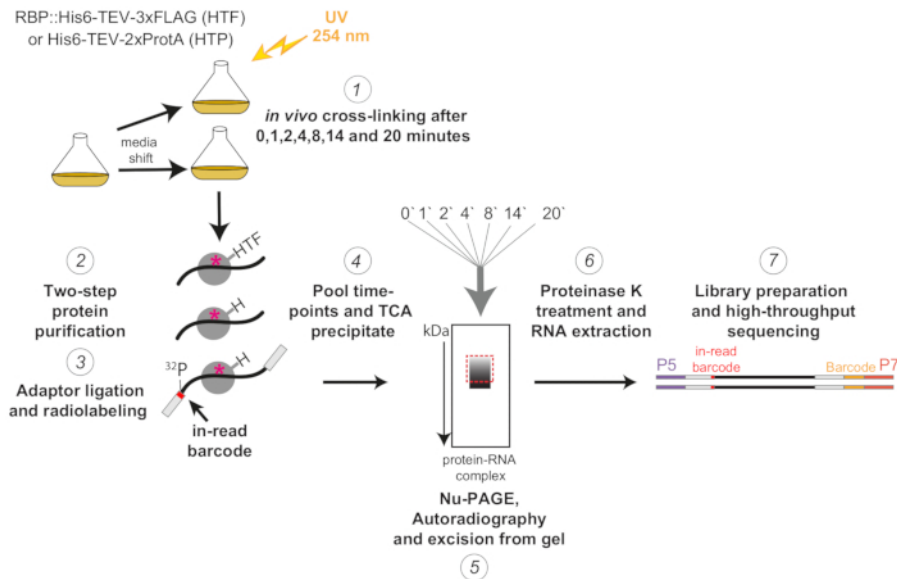 RBP::His6-TEV-3xFLAG (HTF)
or His6-TEV-2xProtA (HTP)
UV
254 nm
1
in vivo cross-linking after
0,1,2,4,8,14 and 20 minutes
media
shift
HTF
2
Two-step
protein
purification
H
3
Adaptor ligation
and radiolabeling
32P
H
in-read
barcode
4
Pool time-
points and TCA
precipitate
0` 1` 2` 4` 8` 14` 20`
kDa
protein-RNA
complex
Nu-PAGE,
Autoradiography
and excision from gel
5
6
Proteinase K
treatment and
RNA extraction
7
Library preparation
and high-throughput
sequencing
P5 in-read barcode Barcode P7